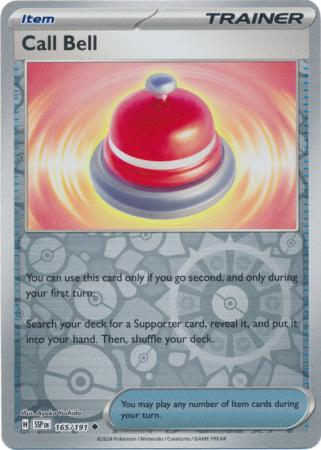 Item
TRAINER
Call Bell
You can use this card only if you go second, and only during
your first turn.
Search your deck for a Supporter card, reveal it, and put it
into your hand. Then, shuffle your deck.
Illus. Ayaka Yoshida
H SSP EN 165/191 ◆
You may play any number of Item cards during
your turn.
©2024 Pokémon / Nintendo / Creatures / GAME FREAK